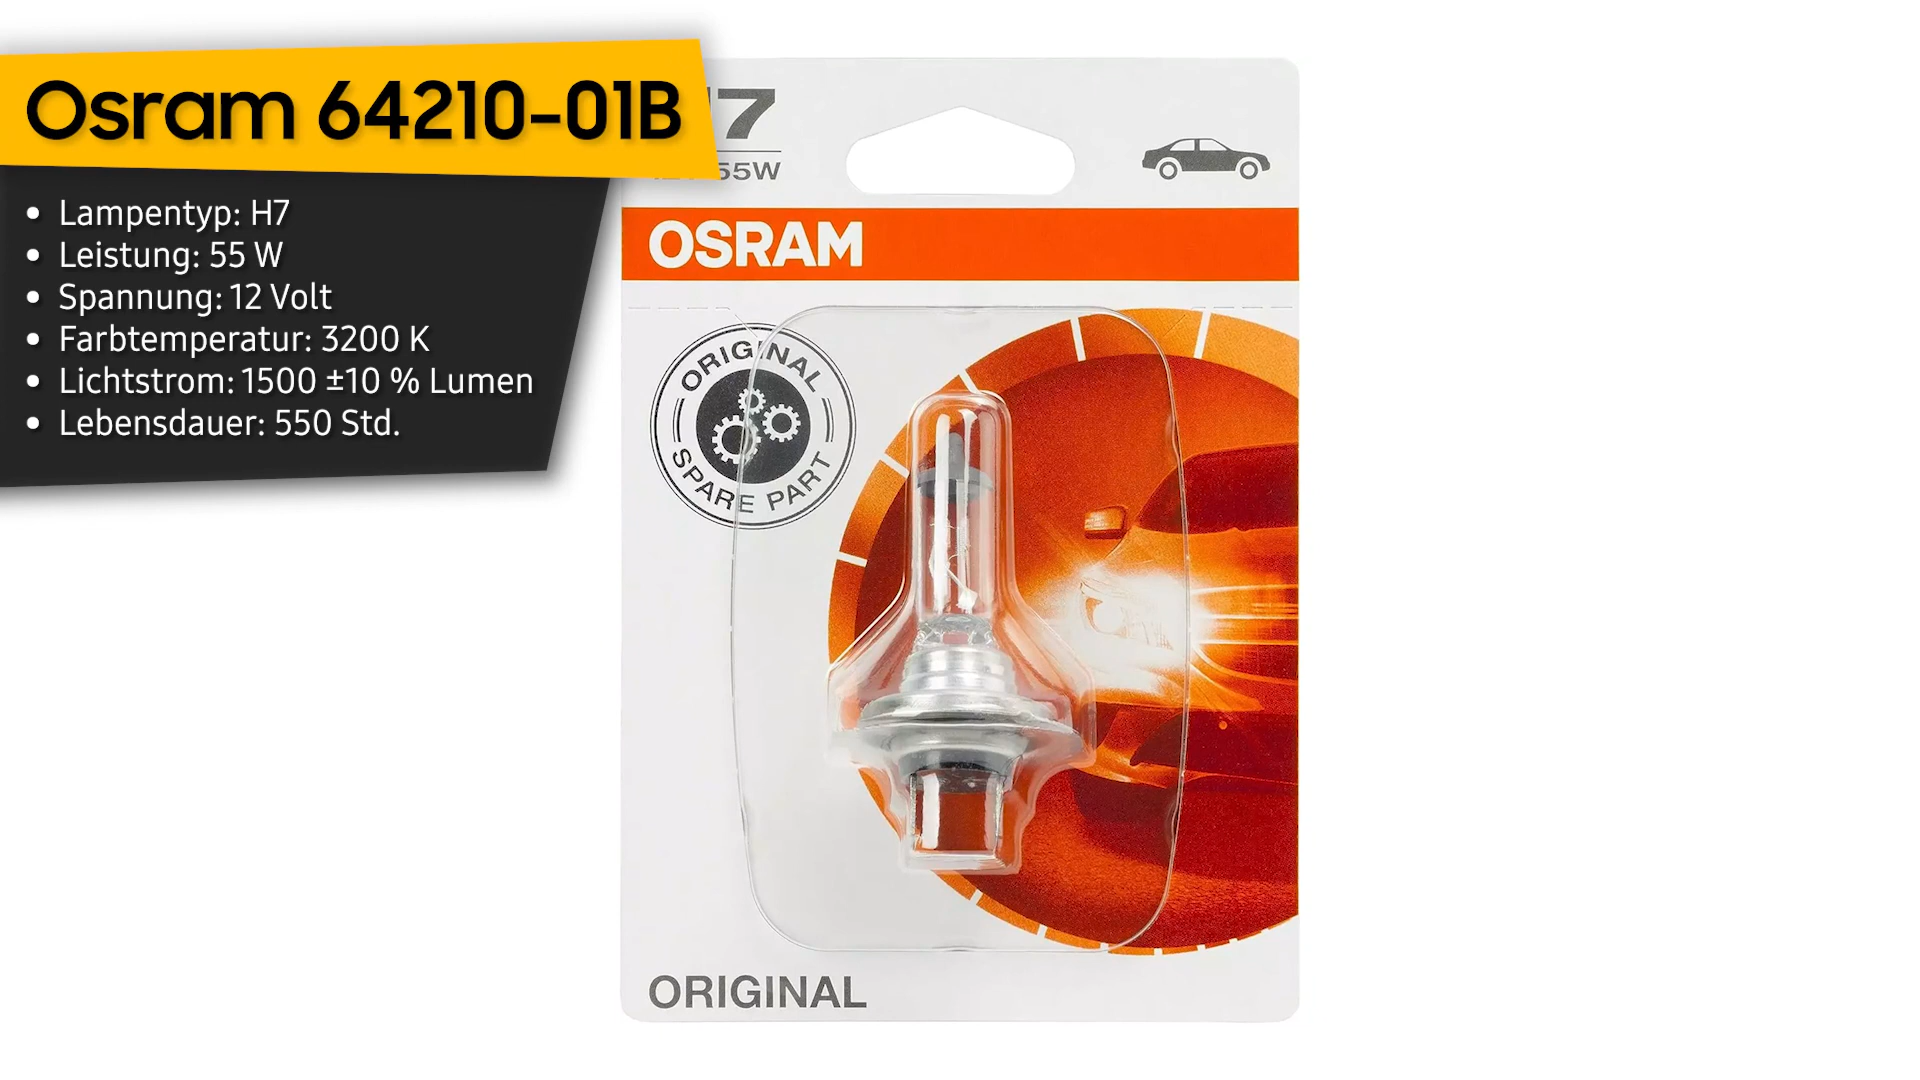 Osram 64210-01B
• Lampentyp: H7
• Leistung: 55 W
• Spannung: 12 Volt
• Farbtemperatur: 3200 K
• Lichtstrom: 1500 ±10 % Lumen
• Lebensdauer: 550 Std.
7
55W
OSRAM
ORIGINAL
SPARE PART
ORIGINAL